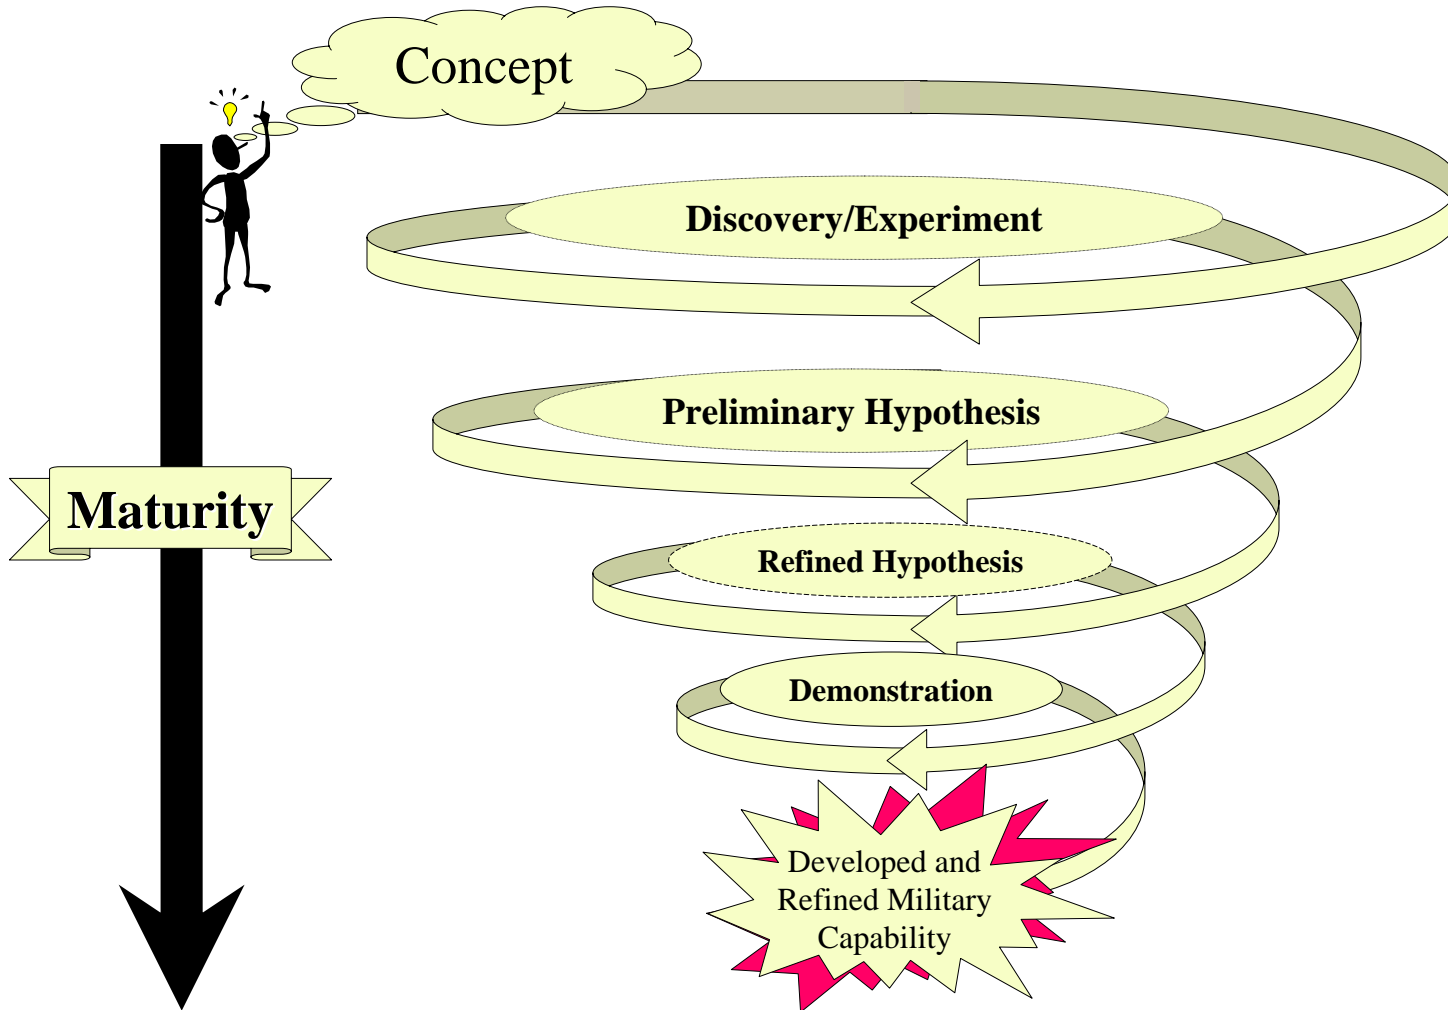 Concept
Discovery/Experiment
Preliminary Hypothesis
Maturity
Refined Hypothesis
Demonstration
Developed and
Refined Military
Capability